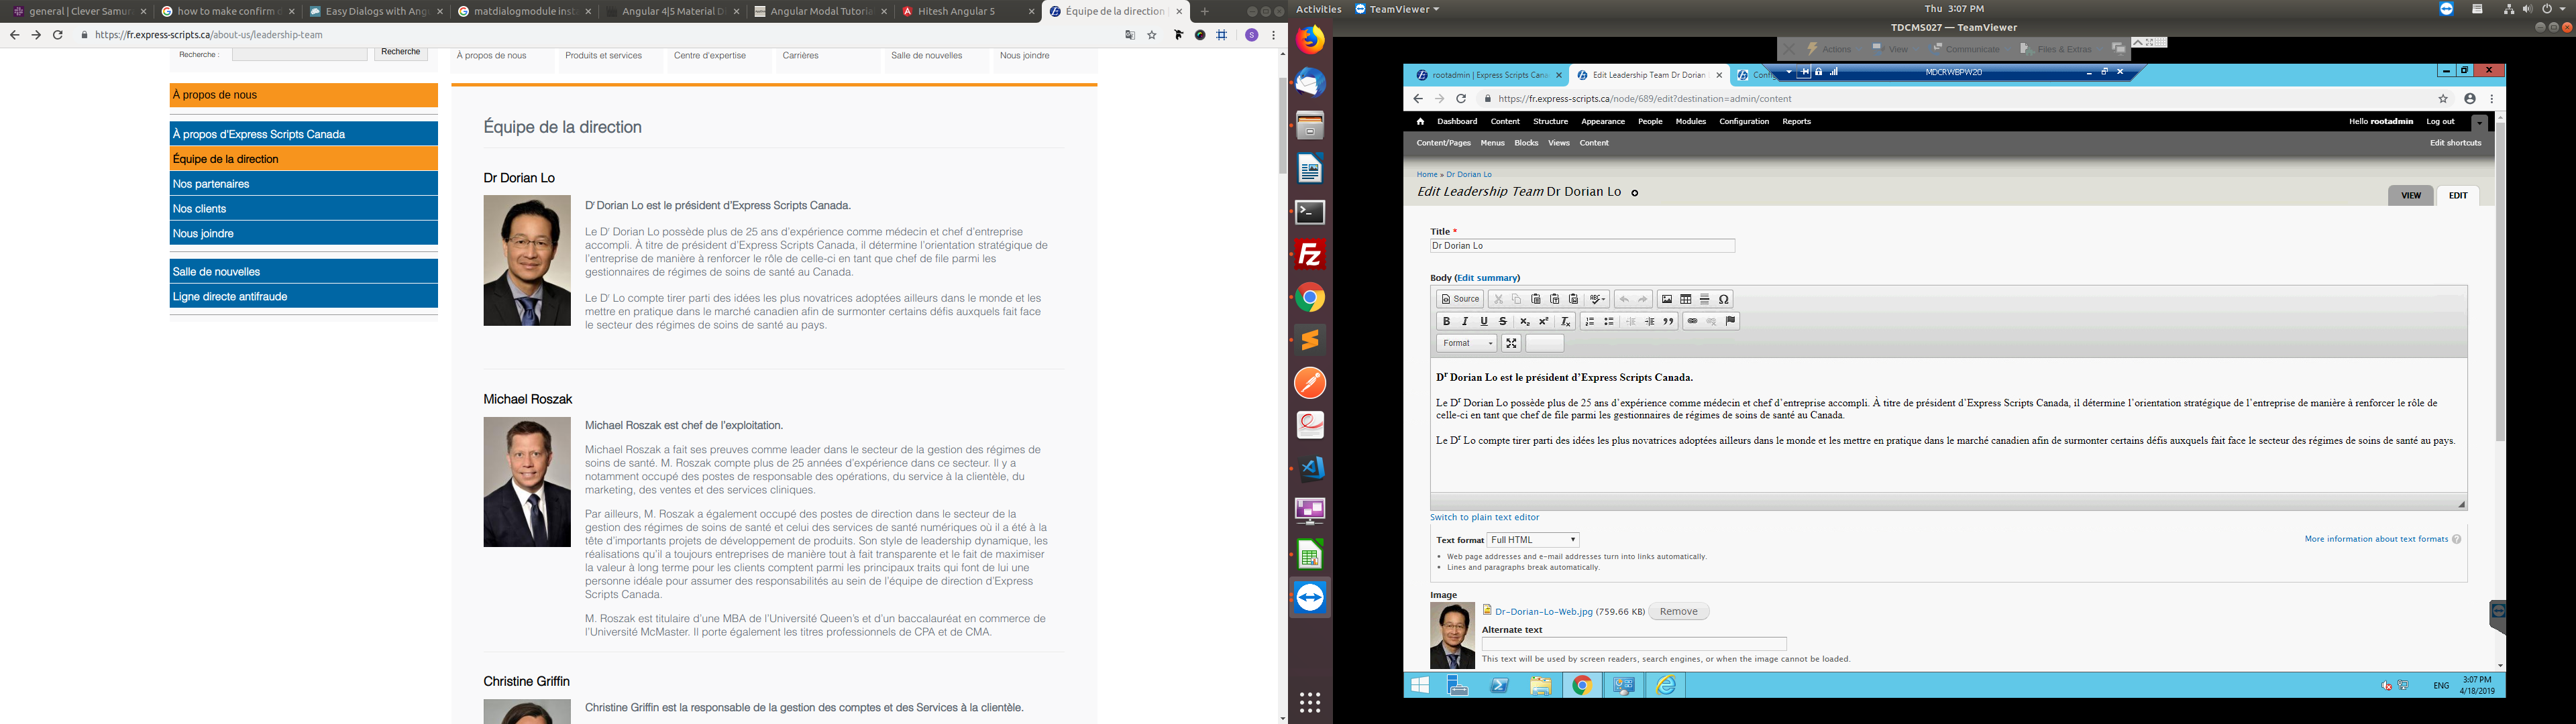 general | Clever Samur
how to make confirm
Easy Dialogs with Ang
matdialogmodule inst
Angular 4|5 Material D
Angular Modal Tutoria
Hitesh Angular 5
Équipe de la direction
https://fr.express-scripts.ca/about-us/leadership-team
Recherche :
Recherche
À propos de nous
Produits et services
Centre d'expertise
Carrières
Salle de nouvelles
Nous joindre
À propos de nous
À propos d'Express Scripts Canada
Équipe de la direction
Nos partenaires
Nos clients
Nous joindre
Salle de nouvelles
Ligne directe antifraude
Équipe de la direction
Dr Dorian Lo
Dr Dorian Lo est le président d'Express Scripts Canada.
Le Dr Dorian Lo possède plus de 25 ans d'expérience comme médecin et chef d'entreprise
accompli. À titre de président d'Express Scripts Canada, il détermine l'orientation stratégique de
l'entreprise de manière à renforcer le rôle de celle-ci en tant que chef de file parmi les
gestionnaires de régimes de soins de santé au Canada.
Le Dr Lo compte tirer parti des idées les plus novatrices adoptées ailleurs dans le monde et les
mettre en pratique dans le marché canadien afin de surmonter certains défis auxquels fait face
le secteur des régimes de soins de santé au pays.
Michael Roszak
Michael Roszak est chef de l'exploitation.
Michael Roszak a fait ses preuves comme leader dans le secteur de la gestion des régimes de
soins de santé. M. Roszak compte plus de 25 années d'expérience dans ce secteur. Il y a
notamment occupé des postes de responsable des opérations, du service à la clientèle, du
marketing, des ventes et des services cliniques.
Par ailleurs, M. Roszak a également occupé des postes de direction dans le secteur de la
gestion des régimes de soins de santé et celui des services de santé numériques où il a été à la
tête d'importants projets de développement de produits. Son style de leadership dynamique, les
réalisations qu'il a toujours entreprises de manière tout à fait transparente et le fait de maximiser
la valeur à long terme pour les clients comptent parmi les principaux traits qui font de lui une
personne idéale pour assumer des responsabilités au sein de l'équipe de direction d'Express
Scripts Canada.
M. Roszak est titulaire d'une MBA de l'Université Queen's et d'un baccalauréat en commerce de
l'Université McMaster. Il porte également les titres professionnels de CPA et de CMA.
Christine Griffin
Christine Griffin est la responsable de la gestion des comptes et des Services à la clientèle.
Activities
TeamViewer
Thu 3:07 PM
TDCMS027 — TeamViewer
Actions
View
Communicate
Files & Extras
rootadmin | Express Scripts Cana
Edit Leadership Team Dr Dorian
Config
MDCRWBPW20
https://fr.express-scripts.ca/node/689/edit?destination=admin/content
Dashboard
Content
Structure
Appearance
People
Modules
Configuration
Reports
Hello rootadmin
Log out
Content/Pages
Menus
Blocks
Views
Content
Edit shortcuts
Home » Dr Dorian Lo
Edit Leadership Team Dr Dorian Lo
VIEW
EDIT
Title *
Dr Dorian Lo
Body (Edit summary)
Source
Format
Dr Dorian Lo est le président d'Express Scripts Canada.
Le Dr Dorian Lo possède plus de 25 ans d'expérience comme médecin et chef d'entreprise accompli. À titre de président d'Express Scripts Canada, il détermine l'orientation stratégique de l'entreprise de manière à renforcer le rôle de
celle-ci en tant que chef de file parmi les gestionnaires de régimes de soins de santé au Canada.
Le Dr Lo compte tirer parti des idées les plus novatrices adoptées ailleurs dans le monde et les mettre en pratique dans le marché canadien afin de surmonter certains défis auxquels fait face le secteur des régimes de soins de santé au pays.
Switch to plain text editor
Text format
Full HTML
More information about text formats
Web page addresses and e-mail addresses turn into links automatically.
Lines and paragraphs break automatically.
Image
Dr-Dorian-Lo-Web.jpg (759.66 KB)
Remove
Alternate text
This text will be used by screen readers, search engines, or when the image cannot be loaded.
ENG
3:07 PM
4/18/2019